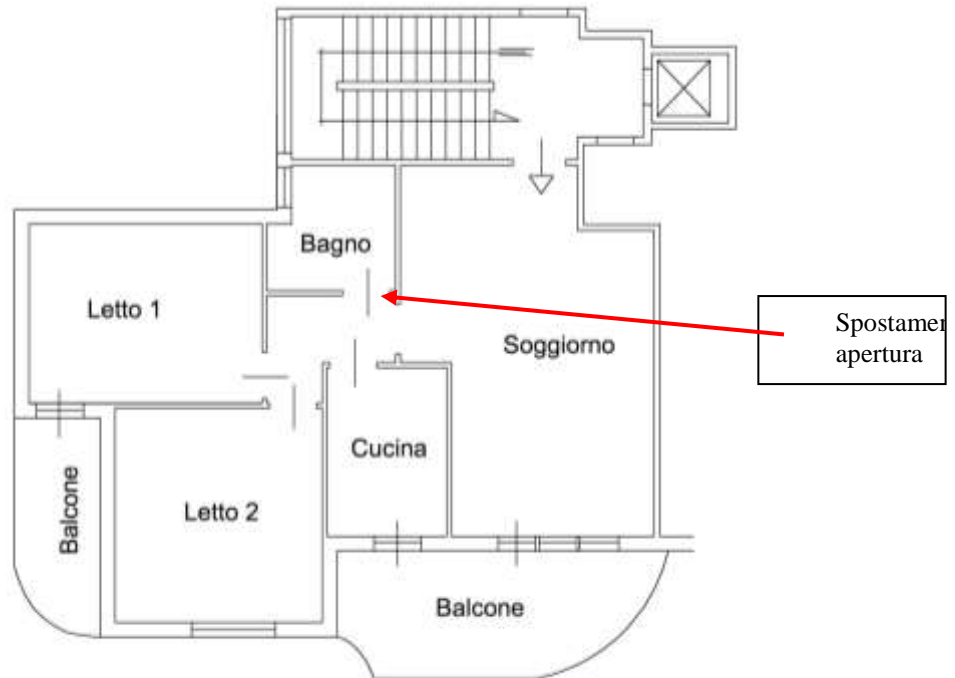 Bagno
Letto 1
Soggiorno
Spostamen
apertura
Cucina
Letto 2
Balcone
Balcone